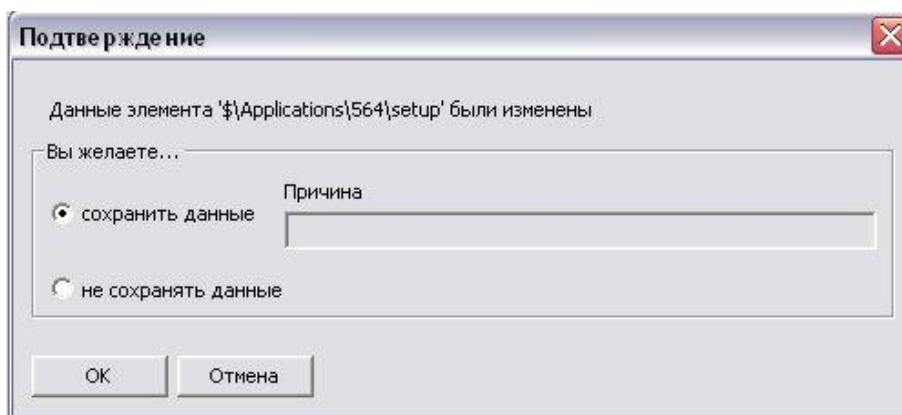 Подтверждение
Данные элемента '$\Applications\564\setup' были изменены
Вы желаете...
Причина
сохранить данные
не сохранять данные
OK
Отмена